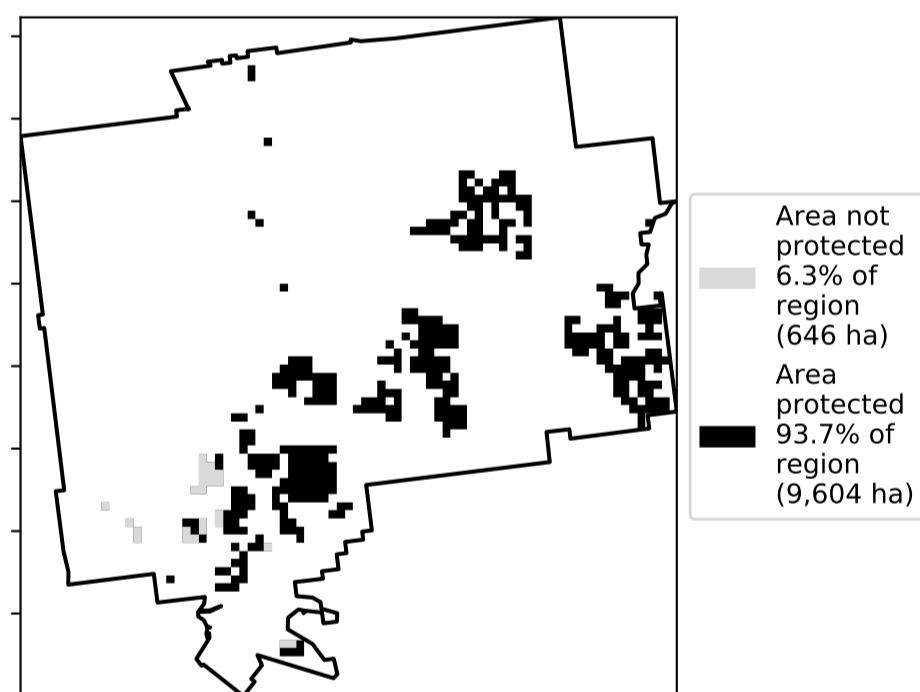 Area not
protected
6.3% of
region
(646 ha)
Area
protected
93.7% of
region
(9,604 ha)